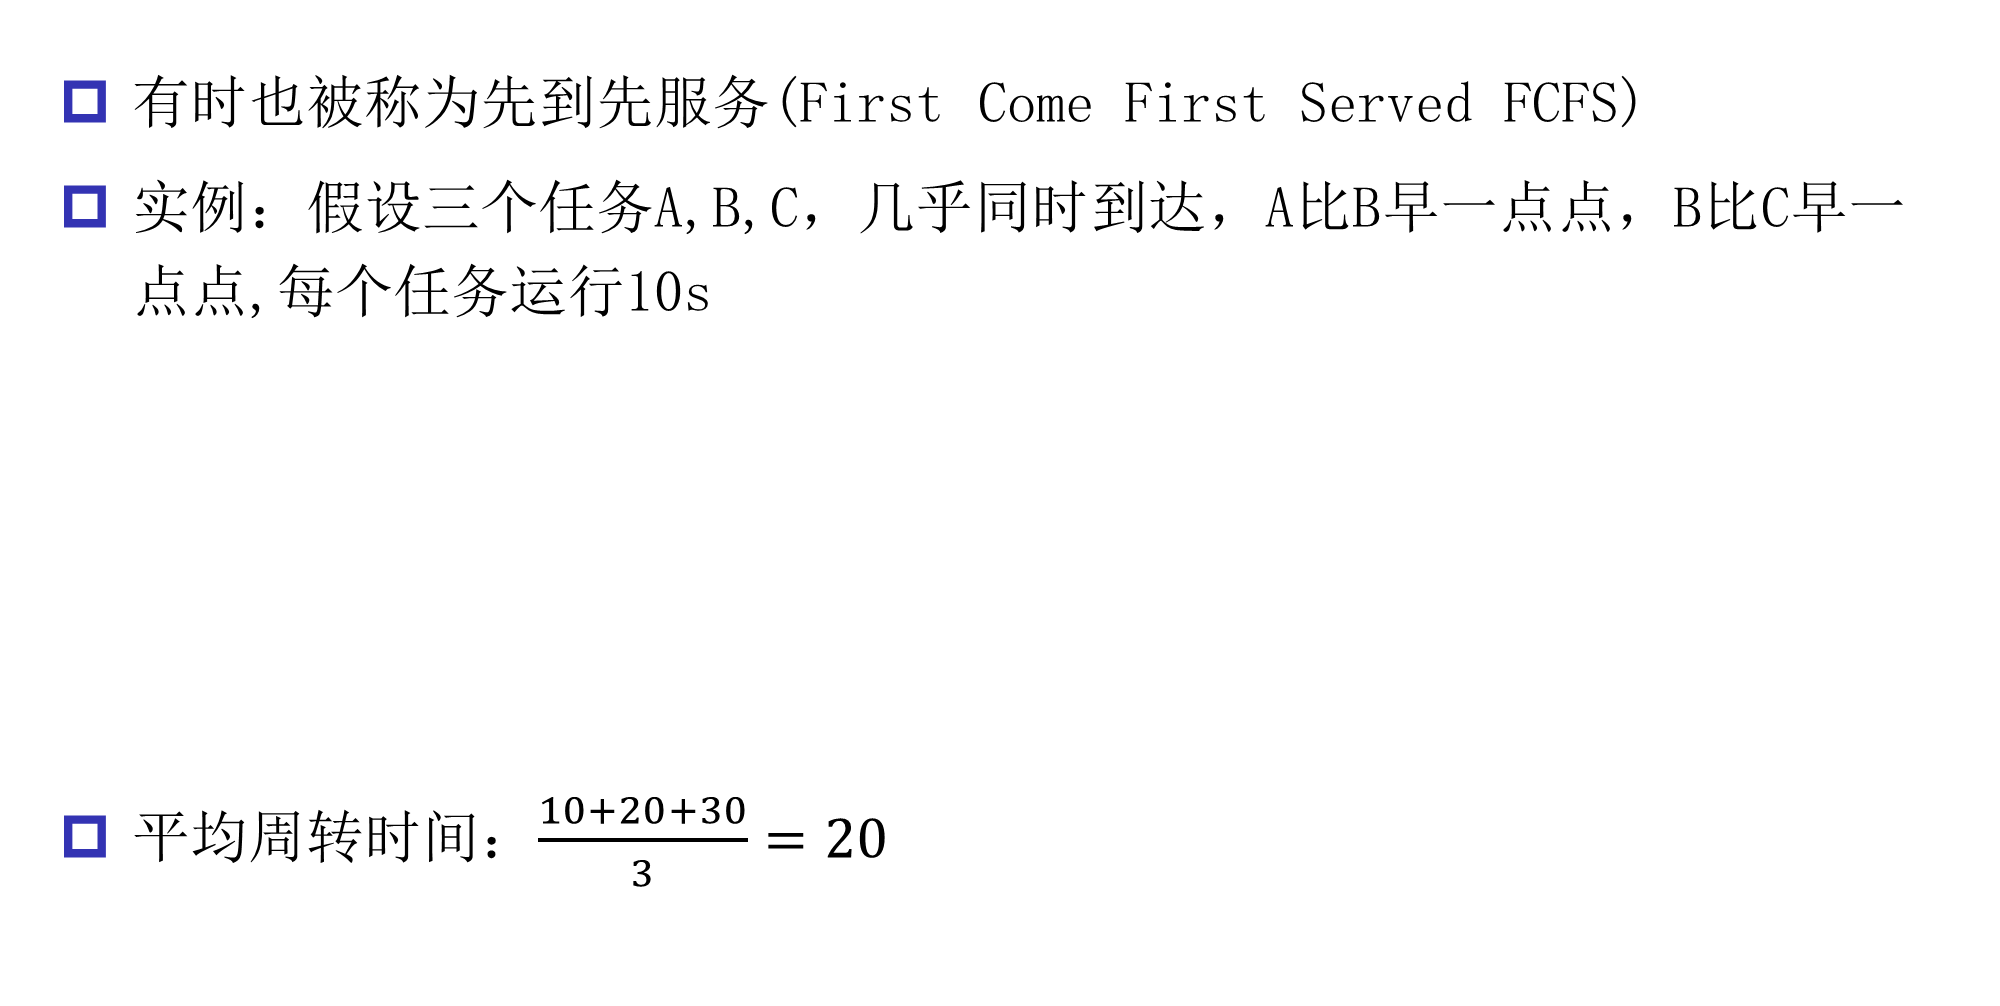 有时也被称为先到先服务(First Come First Served FCFS)
实例：假设三个任务A,B,C，几乎同时到达，A比B早一点点，B比C早一
点点,每个任务运行10s
平均周转时间：\frac{10+20+30}{3} = 20